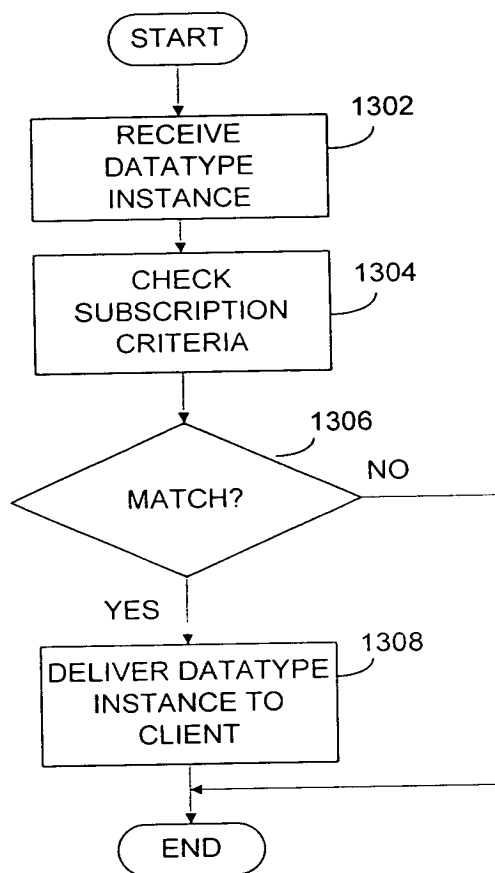 START
1302
RECEIVE
DATATYPE
INSTANCE
1304
CHECK
SUBSCRIPTION
CRITERIA
1306
MATCH?
NO
YES
1308
DELIVER DATATYPE
INSTANCE TO
CLIENT
END